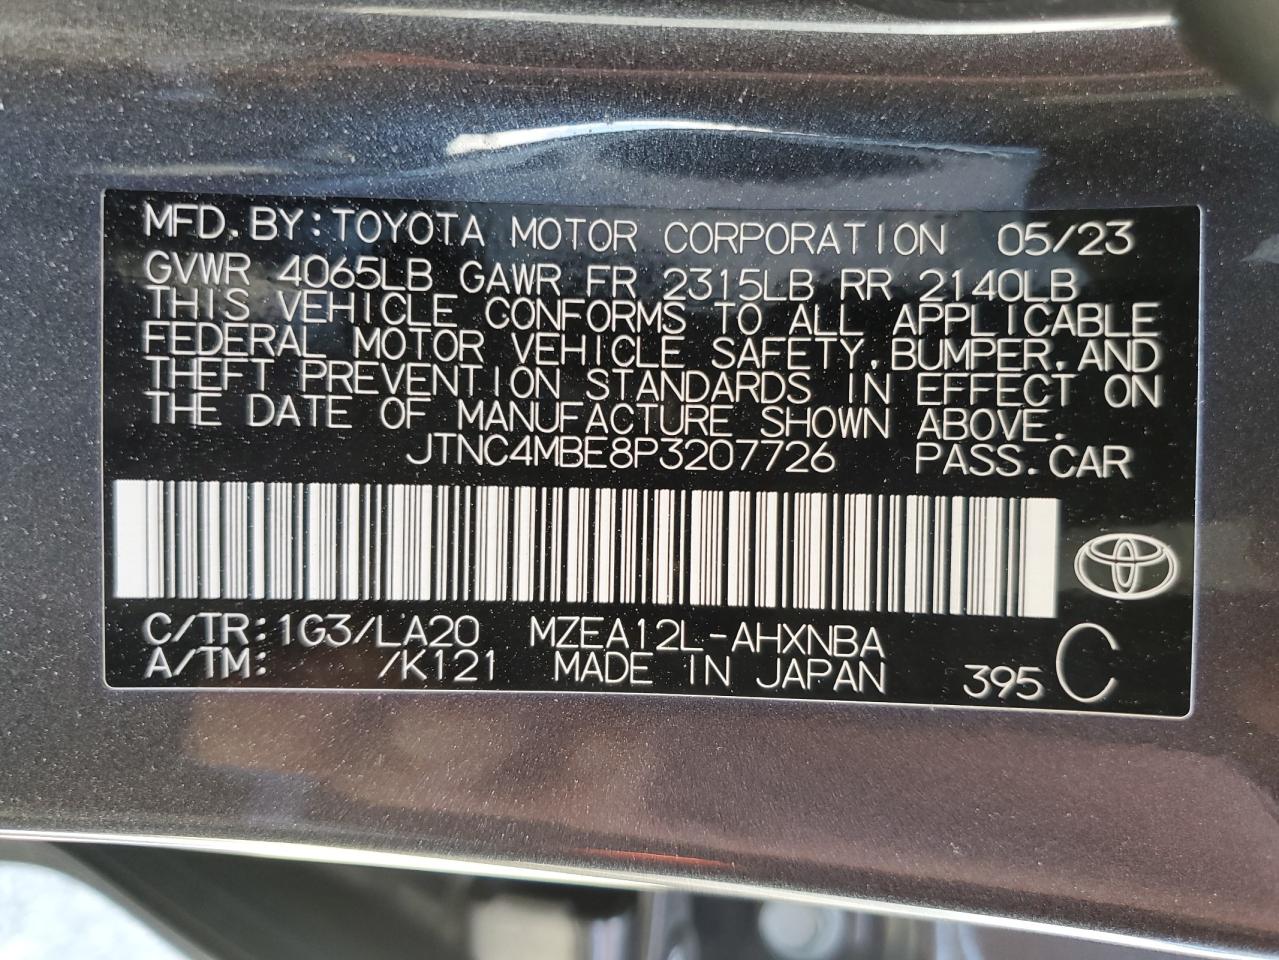 MFD.BY:TOYOTA MOTOR CORPORATION 05/23
GVWR 4065LB GAWR FR 2315LB RR 2140LB
THIS VEHICLE CONFORMS TO ALL APPLICABLE
FEDERAL MOTOR VEHICLE SAFETY,BUMPER,AND
THEFT PREVENTION STANDARDS IN EFFECT ON
THE DATE OF MANUFACTURE SHOWN ABOVE.
JTNC4MBE8P3207726 PASS.CAR
C/TR:1G3/LA20 MZEA12L-AHXNBA
A/TM: /K121 MADE IN JAPAN 395 C